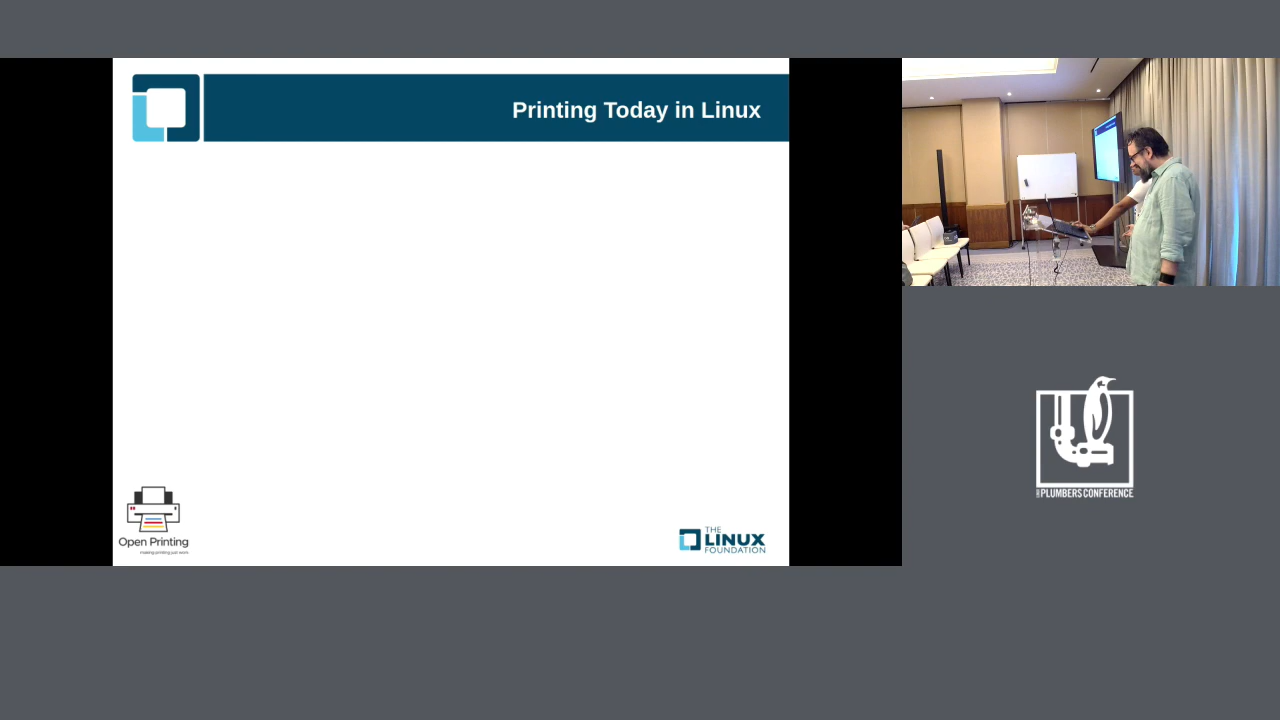 Printing Today in Linux
Open Printing
making printing just work
THE
LINUX
FOUNDATION
PLUMBERS CONFERENCE